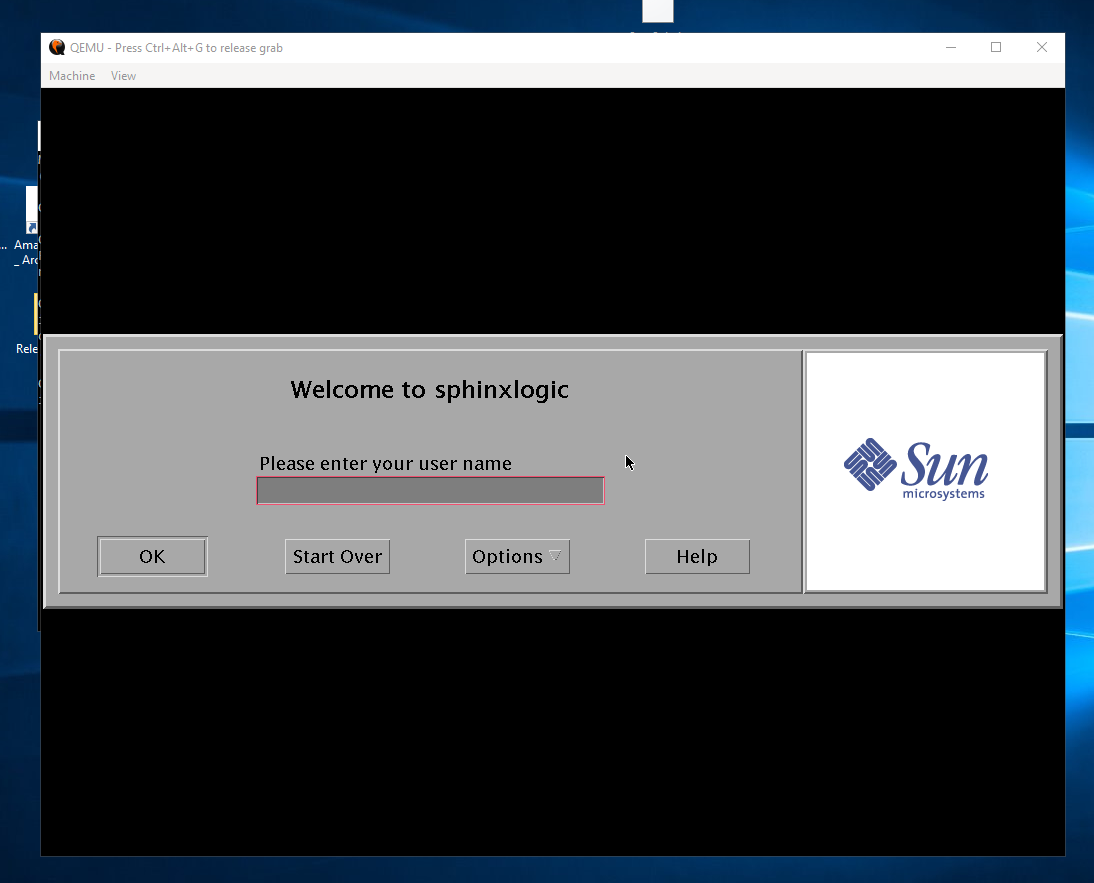 QEMU - Press Ctrl+Alt+G to release grab
Machine View
... Ama
_ Arc
Rele
Welcome to sphinxlogic
Please enter your user name
OK Start Over Options Help
Sun
microsystems